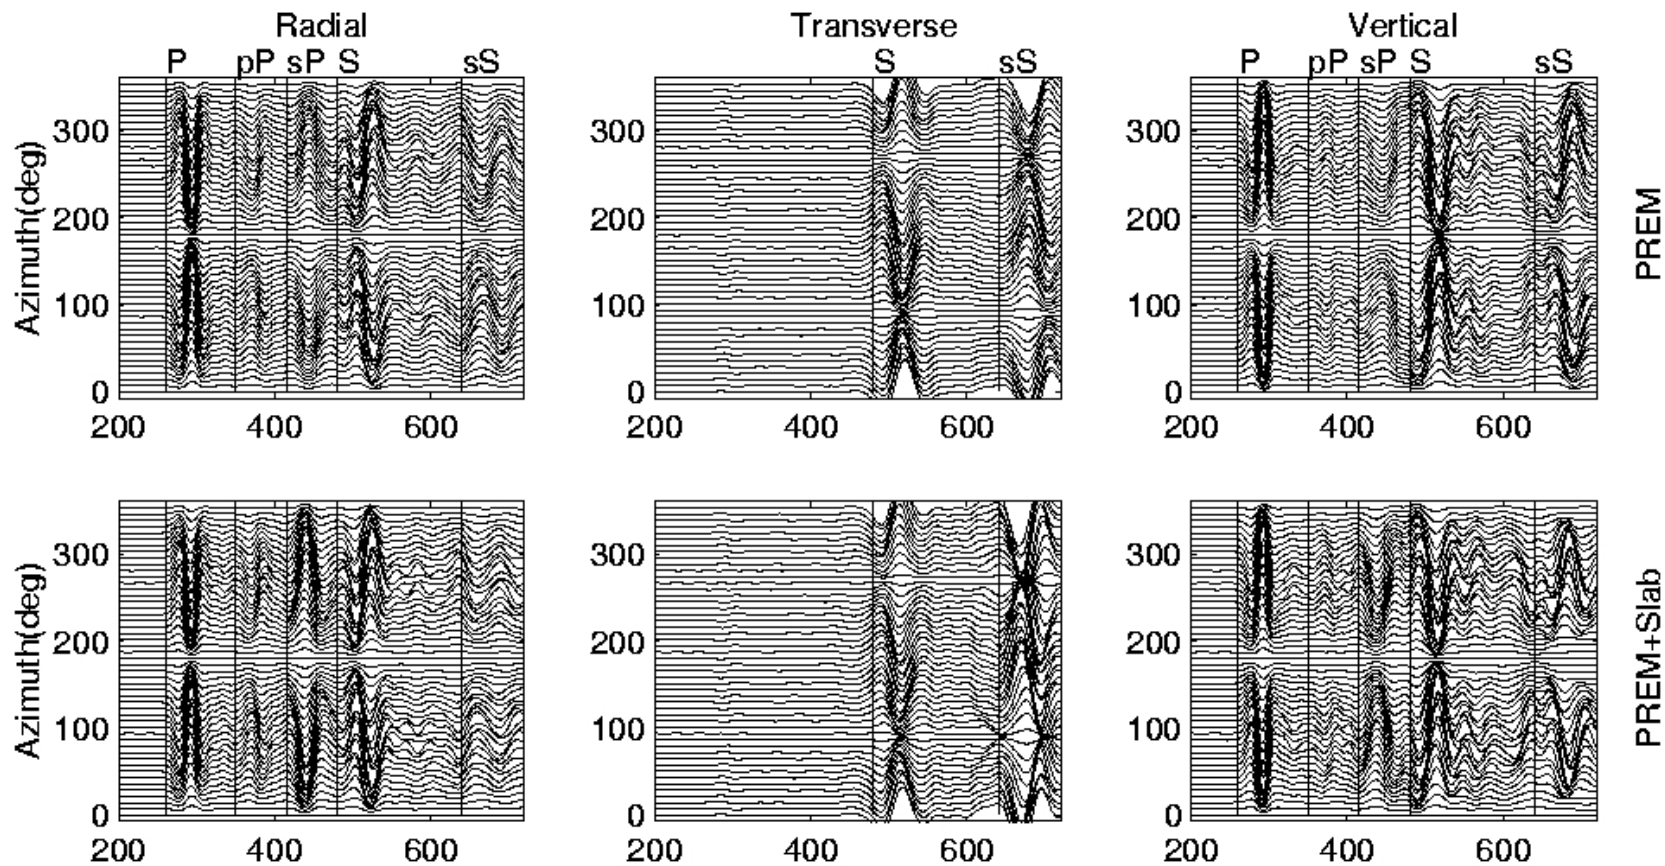 Radial Transverse Vertical
P pP sP S sS S sS P pP sP S sS
300 300 300
200 200 200
100 100 100
0 0 0
200 400 600 200 400 600 200 400 600
Azimuth(deg)
PREM
300 300 300
200 200 200
100 100 100
0 0 0
200 400 600 200 400 600 200 400 600
Azimuth(deg)
PREM+Slab